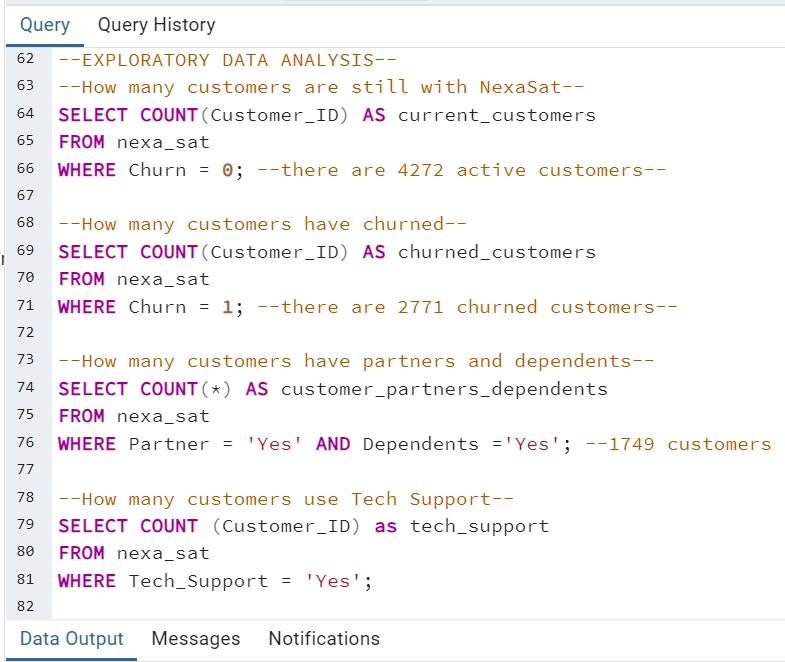 Query Query History
62 --EXPLORATORY DATA ANALYSIS--
63 --How many customers are still with NexaSat--
64 SELECT COUNT(Customer_ID) AS current_customers
65 FROM nexa_sat
66 WHERE Churn = 0; --there are 4272 active customers--
67
68 --How many customers have churned--
69 SELECT COUNT(Customer_ID) AS churned_customers
70 FROM nexa_sat
71 WHERE Churn = 1; --there are 2771 churned customers--
72
73 --How many customers have partners and dependents--
74 SELECT COUNT(*) AS customer_partners_dependents
75 FROM nexa_sat
76 WHERE Partner = 'Yes' AND Dependents ='Yes'; --1749 customers
77
78 --How many customers use Tech Support--
79 SELECT COUNT (Customer_ID) as tech_support
80 FROM nexa_sat
81 WHERE Tech_Support = 'Yes';
82
Data Output Messages Notifications